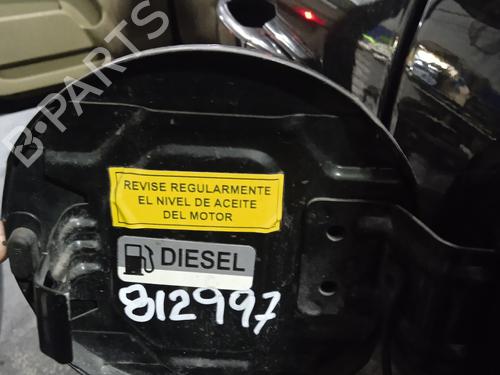 B-PARTS
REVISE REGULARMENTE
EL NIVEL DE ACEITE
DEL MOTOR
DIESEL
812997